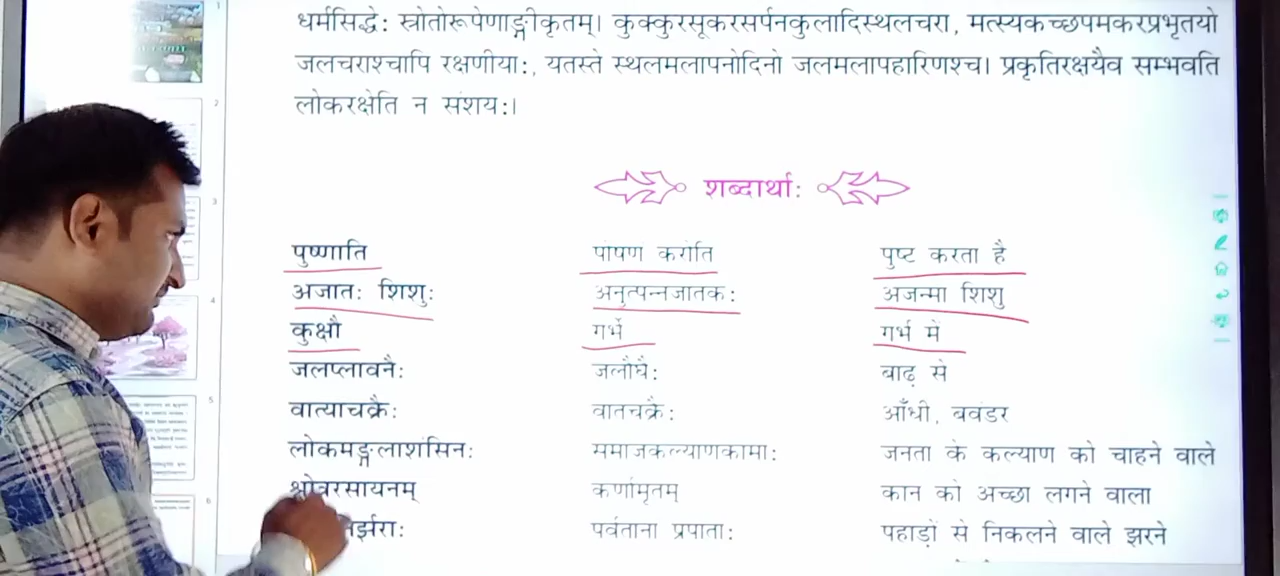 धर्मसिद्धेः स्रोतोरूपेणाङ्गीकृतम्। कुक्कुरसूकरसर्पनकुलादिस्थलचरा, मत्स्यकच्छपमकरप्रभृतयो
जलचराश्चापि रक्षणीयाः, यतस्ते स्थलमलापनोदिनो जलमलापहारिणश्च। प्रकृतिरक्षयैव सम्भवति
लोकरक्षेति न संशयः।
शब्दार्थाः
पुष्णाति पोषण करोति पुष्ट करता है
अजातः शिशुः अनुत्पन्नजातकः अजन्मा शिशु
कुक्षौ गर्भे गर्भ में
जलप्लावनैः जलौघैः बाढ़ से
वात्याचक्रैः वातचक्रैः आँधी, बवंडर
लोकमङ्गलाशंसिनः समाजकल्याणकामाः जनता के कल्याण को चाहने वाले
श्रोत्ररसायनम् कर्णामृतम् कान को अच्छा लगने वाला
र्झराः पर्वतानां प्रपाताः पहाड़ों से निकलने वाले झरने